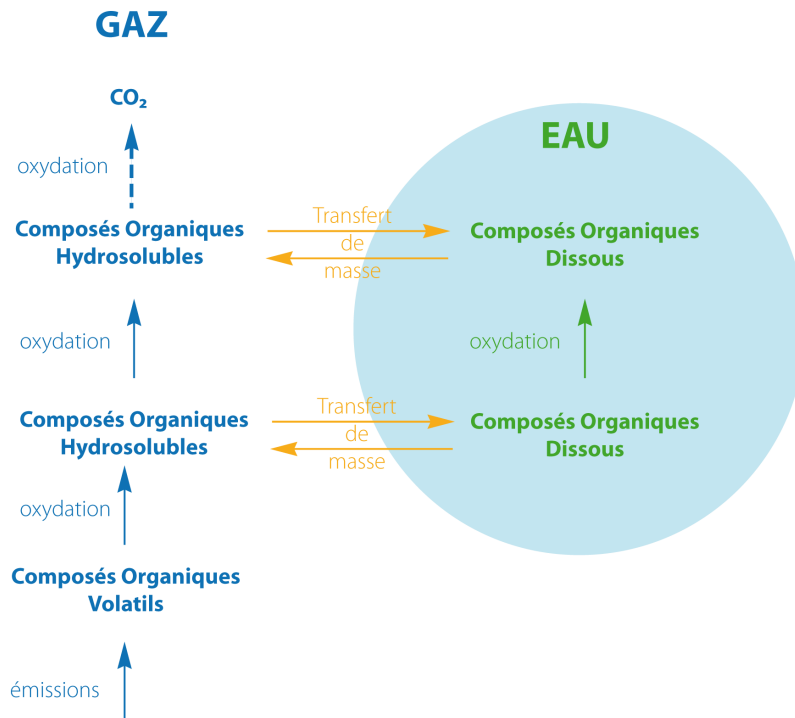 GAZ
CO₂
EAU
oxydation
Composés Organiques
Hydrosolubles
Transfert
de
masse
Composés Organiques
Dissous
oxydation
oxydation
Composés Organiques
Hydrosolubles
Transfert
de
masse
Composés Organiques
Dissous
oxydation
Composés Organiques
Volatils
émissions